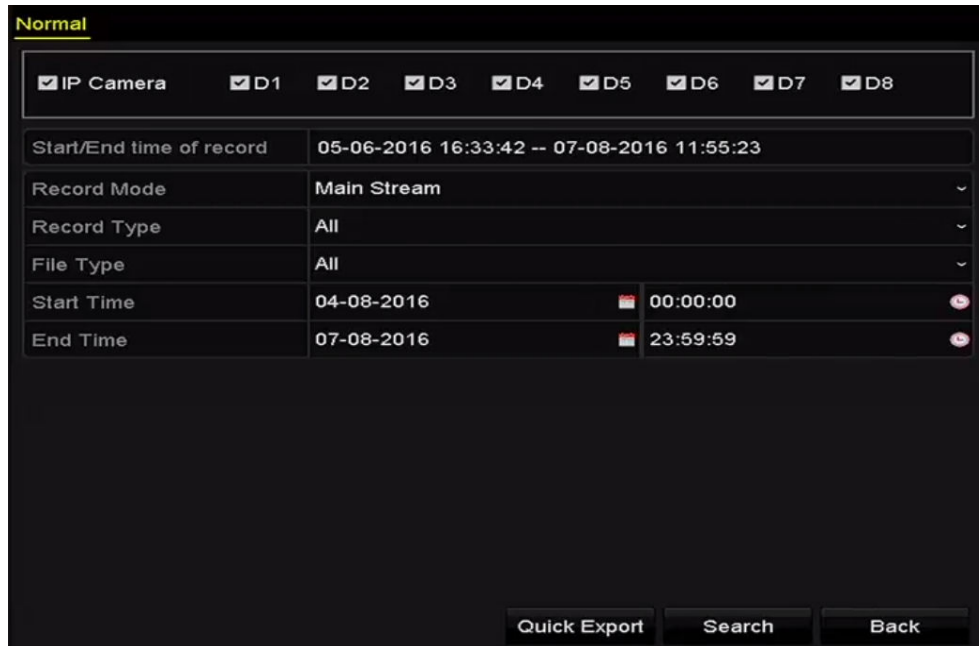 Normal
IP Camera D1 D2 D3 D4 D5 D6 D7 D8
Start/End time of record 05-06-2016 16:33:42 -- 07-08-2016 11:55:23
Record Mode Main Stream
Record Type All
File Type All
Start Time 04-08-2016 00:00:00
End Time 07-08-2016 23:59:59
Quick Export Search Back